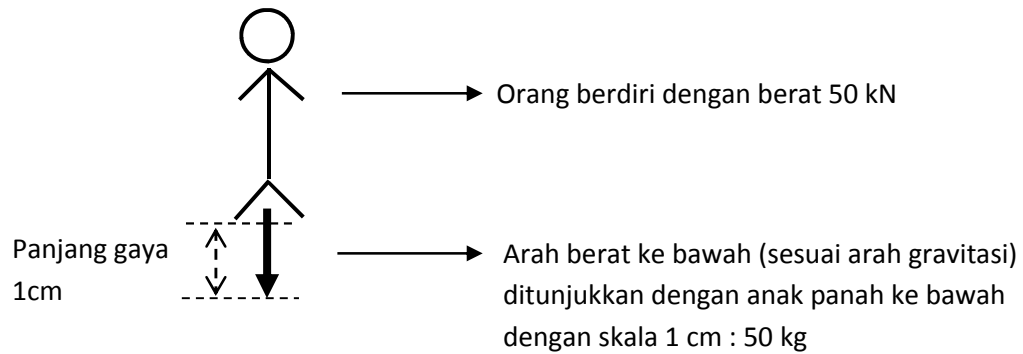 Orang berdiri dengan berat 50 kN
Panjang gaya
1cm
Arah berat ke bawah (sesuai arah gravitasi)
ditunjukkan dengan anak panah ke bawah
dengan skala 1 cm : 50 kg